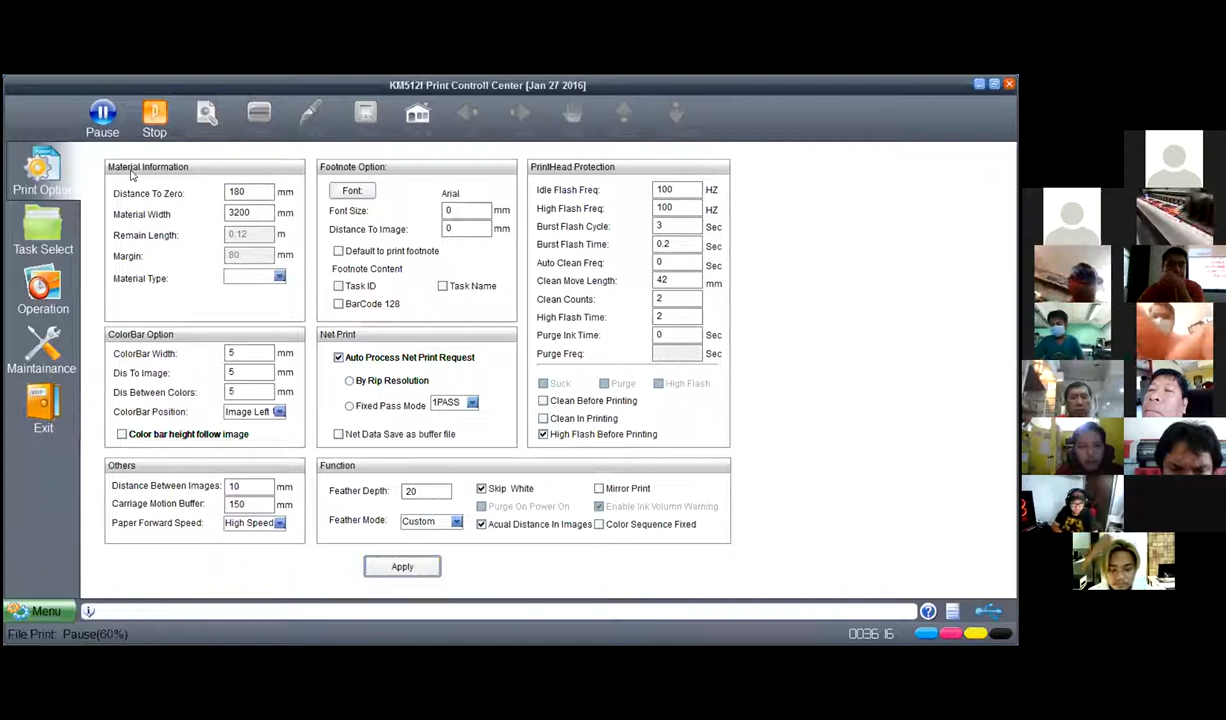 KM512I Print Controll Center [Jan 27 2016]
Pause
Stop
Print Option
Task Select
Operation
Maintainance
Exit
Material Information
Distance To Zero: 180 mm
Material Width 3200 mm
Remain Length: 0.12 m
Margin: 80 mm
Material Type:
ColorBar Option
ColorBar Width: 5 mm
Dis To Image: 5 mm
Dis Between Colors: 5 mm
ColorBar Position: Image Left
Color bar height follow image
Others
Distance Between Images: 10 mm
Carriage Motion Buffer: 150 mm
Paper Forward Speed: High Speed
Footnote Option:
Font: Arial
Font Size: 0 mm
Distance To Image: 0 mm
Default to print footnote
Footnote Content
Task ID Task Name
BarCode 128
Net Print
Auto Process Net Print Request
By Rip Resolution
Fixed Pass Mode 1PASS
Net Data Save as buffer file
PrintHead Protection
Idle Flash Freq: 100 HZ
High Flash Freq: 100 HZ
Burst Flash Cycle: 3 Sec
Burst Flash Time: 0.2 Sec
Auto Clean Freq: 0 Sec
Clean Move Length: 42 mm
Clean Counts: 2
High Flash Time: 2
Purge Ink Time: 0 Sec
Purge Freq: Sec
Suck Purge High Flash
Clean Before Printing
Clean In Printing
High Flash Before Printing
Function
Feather Depth: 20
Feather Mode: Custom
Skip White Mirror Print
Purge On Power On Enable Ink Volumn Warning
Acual Distance In Images Color Sequence Fixed
Apply
Menu
File Print: Pause(60%)
003616